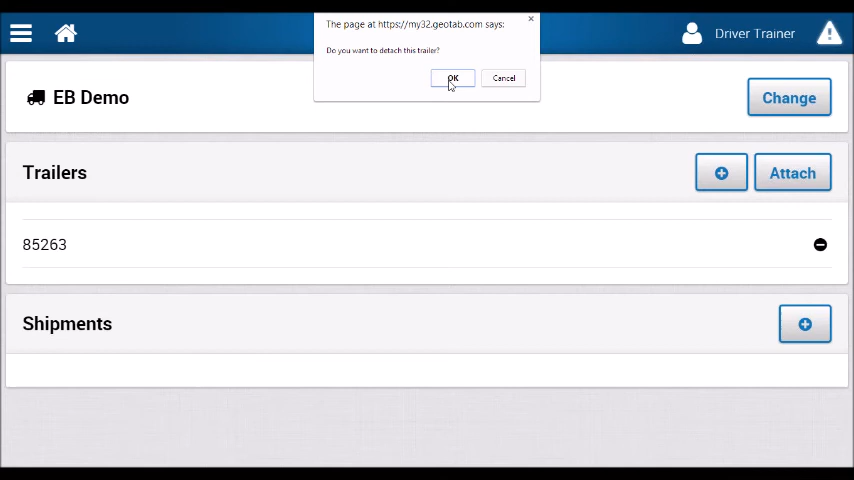 The page at https://my32.geotab.com says:
Do you want to detach this trailer?
OK
Cancel
Driver Trainer
EB Demo
Change
Trailers
Attach
85263
Shipments